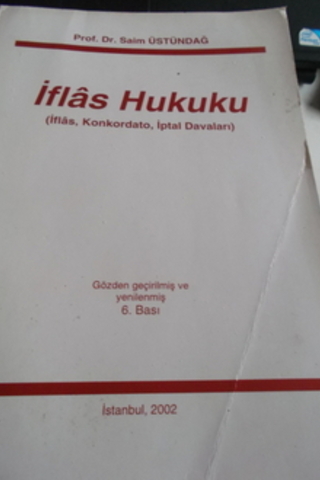 Prof. Dr. Saim ÜSTÜNDAĞ
İflâs Hukuku
(İflâs, Konkordato, İptal Davaları)
Gözden geçirilmiş ve
yenilenmiş
6. Bası
İstanbul, 2002